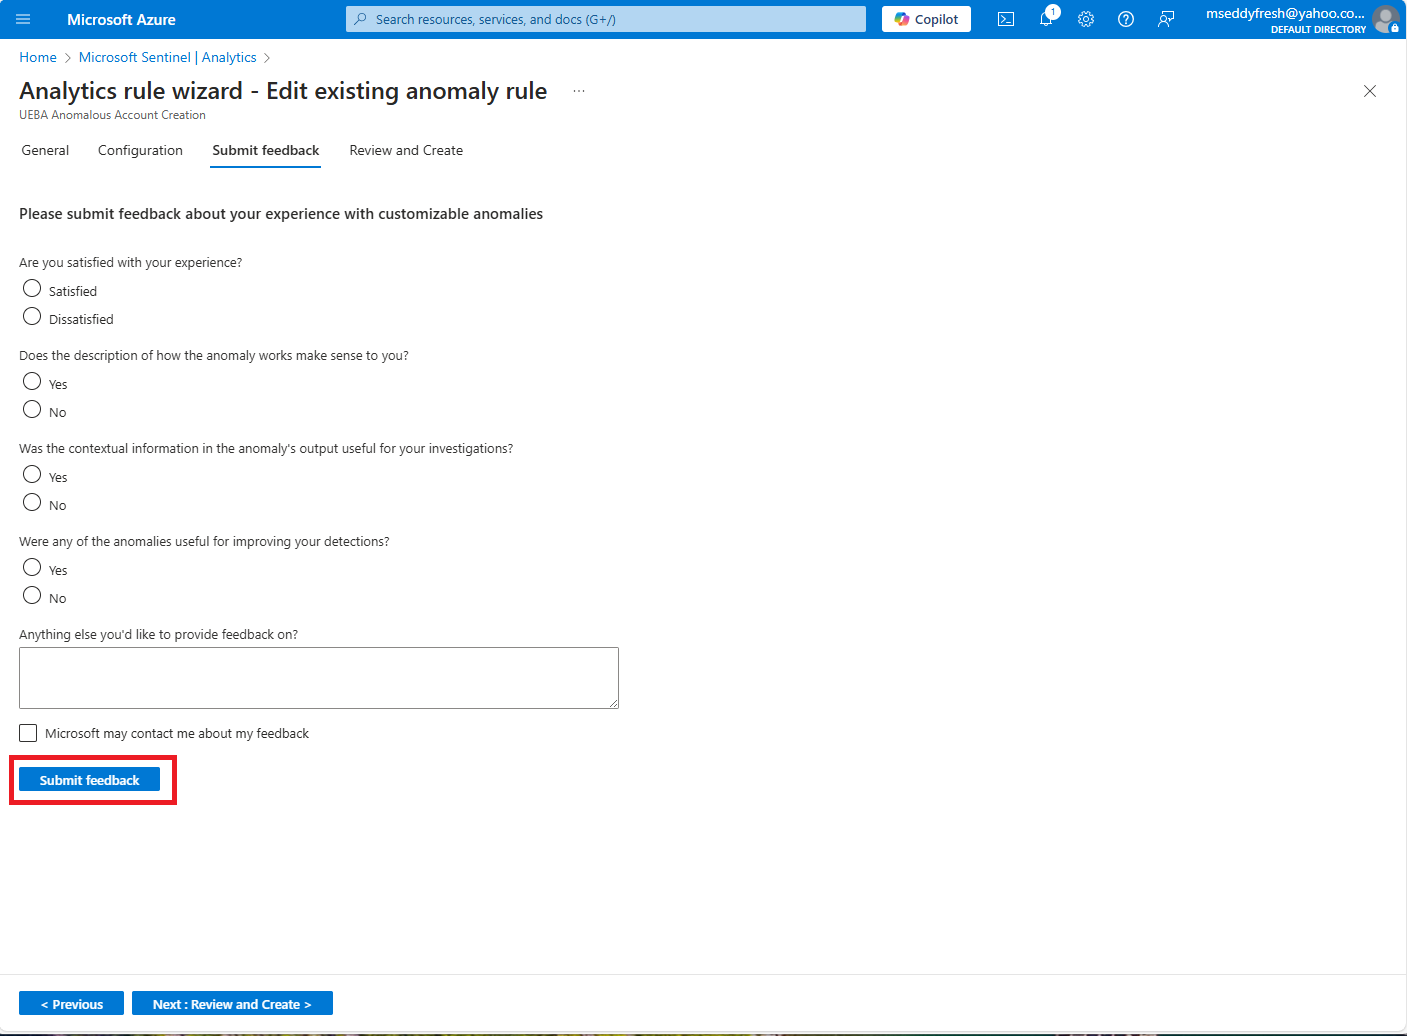 Microsoft Azure
Search resources, services, and docs (G+/)
Copilot
1
mseddyfresh@yahoo.co...
DEFAULT DIRECTORY
Home > Microsoft Sentinel | Analytics >
Analytics rule wizard - Edit existing anomaly rule ...
UEBA Anomalous Account Creation
General Configuration Submit feedback Review and Create
Please submit feedback about your experience with customizable anomalies
Are you satisfied with your experience?
Satisfied
Dissatisfied
Does the description of how the anomaly works make sense to you?
Yes
No
Was the contextual information in the anomaly's output useful for your investigations?
Yes
No
Were any of the anomalies useful for improving your detections?
Yes
No
Anything else you'd like to provide feedback on?
Microsoft may contact me about my feedback
Submit feedback
< Previous
Next : Review and Create >